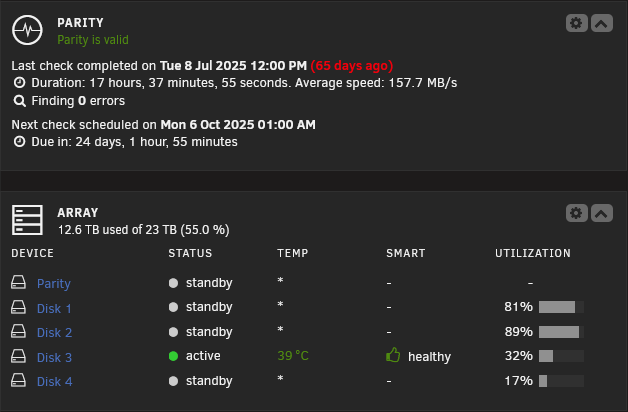 PARITY
Parity is valid
Last check completed on Tue 8 Jul 2025 12:00 PM (65 days ago)
Duration: 17 hours, 37 minutes, 55 seconds. Average speed: 157.7 MB/s
Finding 0 errors
Next check scheduled on Mon 6 Oct 2025 01:00 AM
Due in: 24 days, 1 hour, 55 minutes
ARRAY
12.6 TB used of 23 TB (55.0 %)
DEVICE STATUS TEMP SMART UTILIZATION
Parity standby * - -
Disk 1 standby * - 81%
Disk 2 standby * - 89%
Disk 3 active 39 °C healthy 32%
Disk 4 standby * - 17%